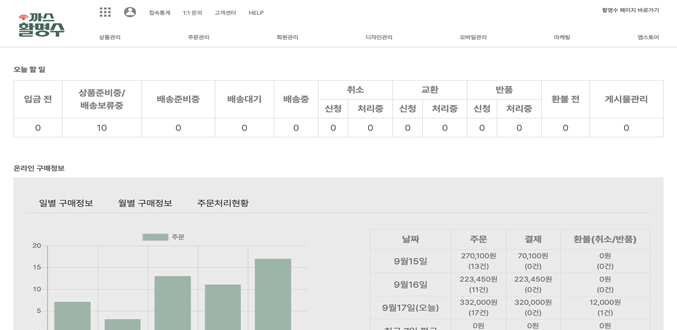 까스
활명수
접속통계 1:1 문의 고객센터 HELP
활명수 페이지 바로가기
상품관리 주문관리 회원관리 디자인관리 모바일관리 마케팅 앱스토어
오늘 할 일
입금 전 상품준비중/ 배송준비중 배송대기 배송중 취소 교환 반품 환불 전 게시물관리
배송보류중 신청 처리중 신청 처리중 신청 처리중
0 10 0 0 0 0 0 0 0 0 0 0 0
온라인 구매정보
일별 구매정보 월별 구매정보 주문처리현황
주문
20
15
10
5
날짜 주문 결제 환불(취소/반품)
9월15일 270,100원 70,100원 0원
(13건) (0건) (0건)
9월16일 223,450원 223,450원 0원
(11건) (0건) (0건)
9월17일(오늘) 332,000원 320,000원 12,000원
(17건) (0건) (1건)
0원 0원 0원